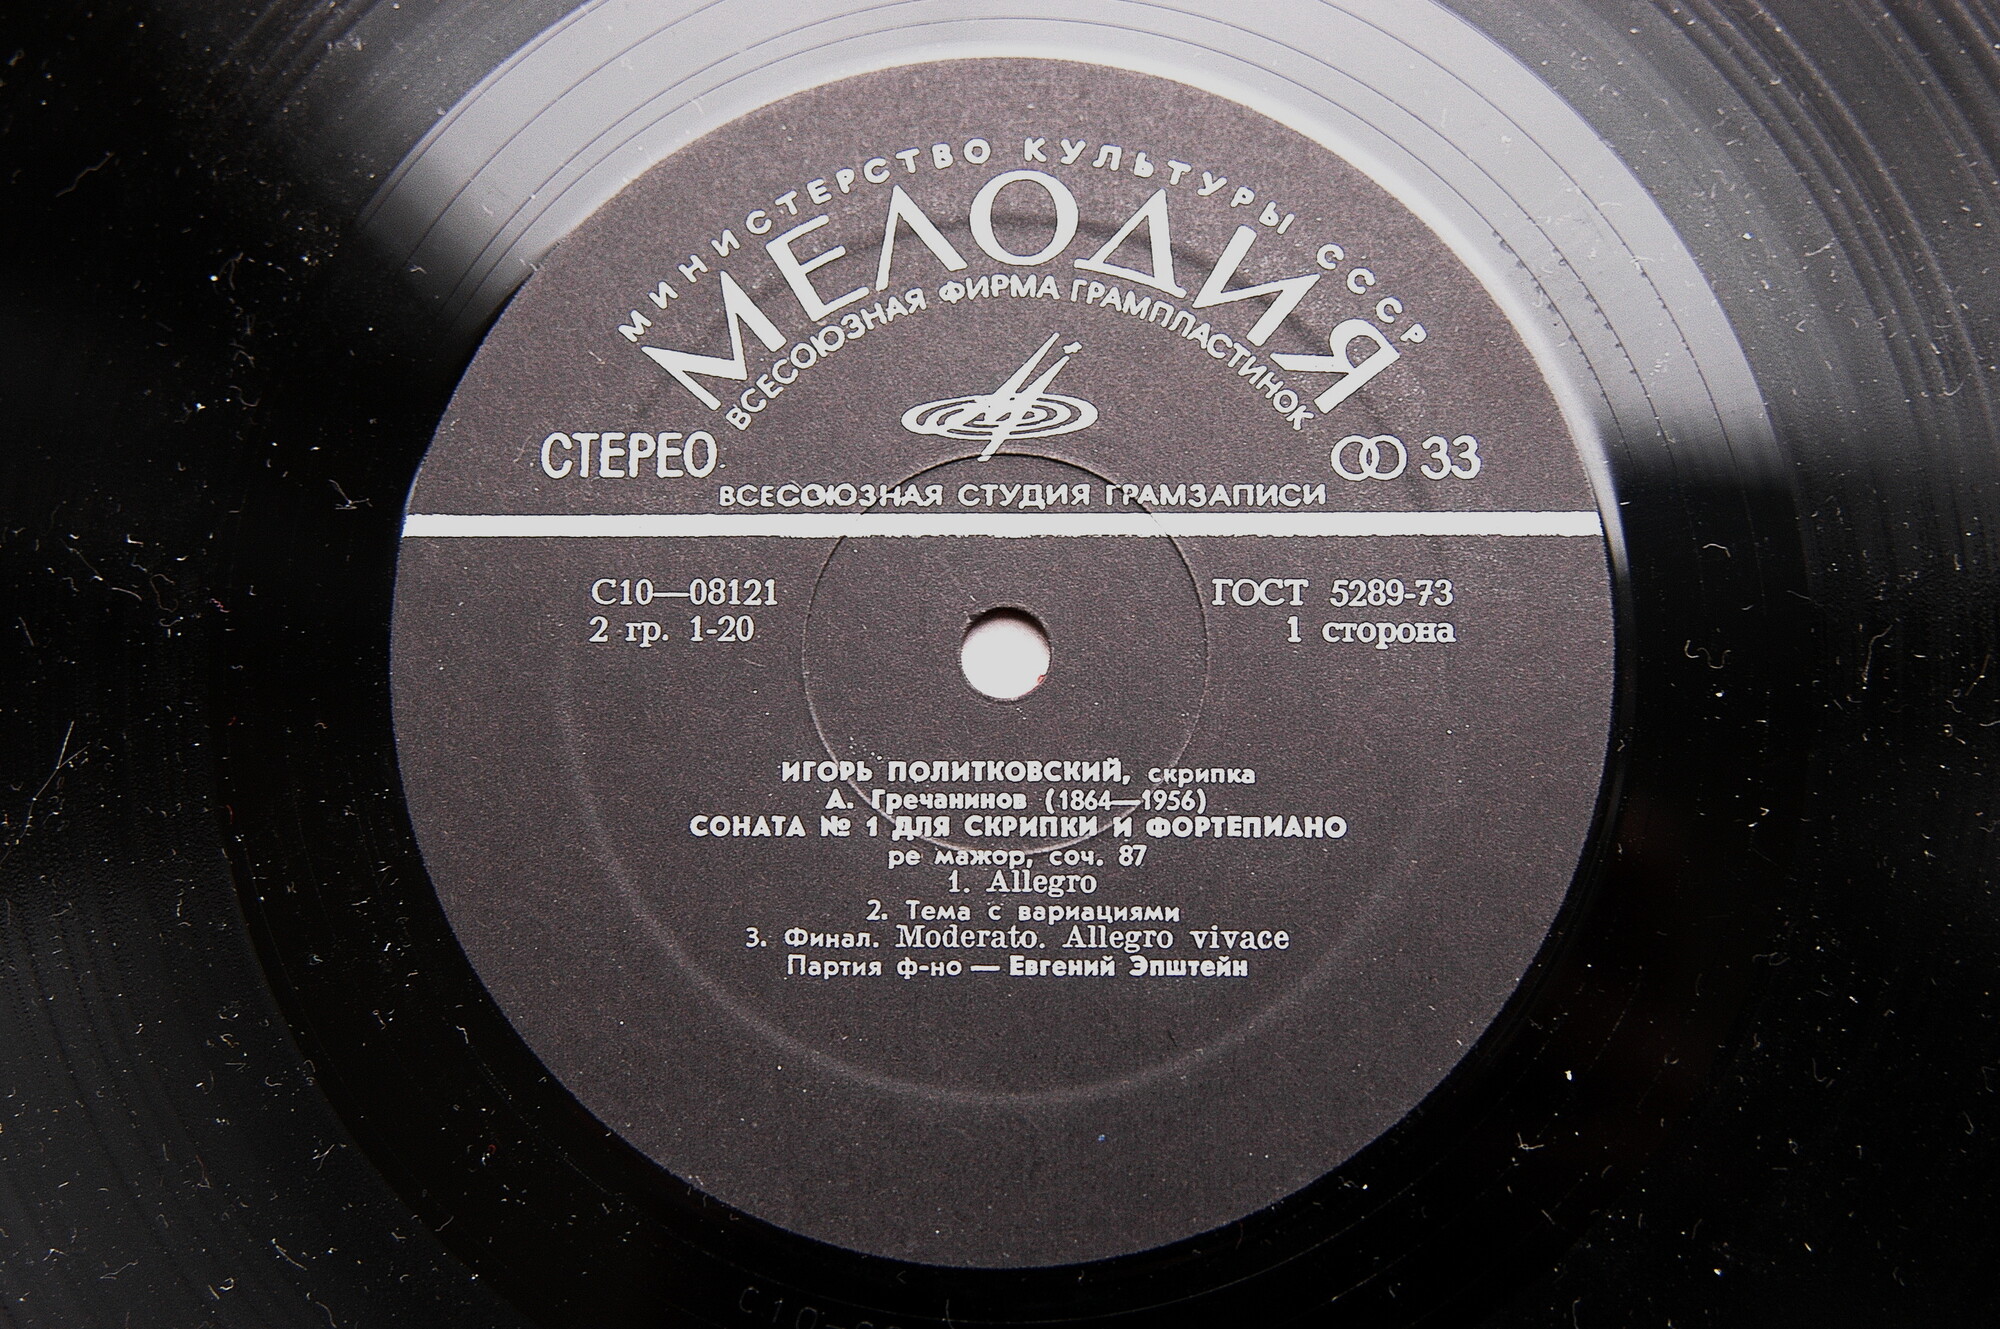 МИНИСТЕРСТВО КУЛЬТУРЫ СССР
МЕЛОДИЯ
ВСЕСОЮЗНАЯ ФИРМА ГРАМПЛАСТИНОК
СТЕРЕО
33
ВСЕСОЮЗНАЯ СТУДИЯ ГРАМЗАПИСИ
С10—08121
ГОСТ 5289-73
2 гр. 1-20
1 сторона
ИГОРЬ ПОЛИТКОВСКИЙ, скрипка
А. Гречанинов (1864—1956)
СОНАТА № 1 ДЛЯ СКРИПКИ И ФОРТЕПИАНО
ре мажор, соч. 87
1. Allegro
2. Тема с вариациями
3. Финал. Moderato. Allegro vivace
Партия ф-но — Евгений Эпштейн